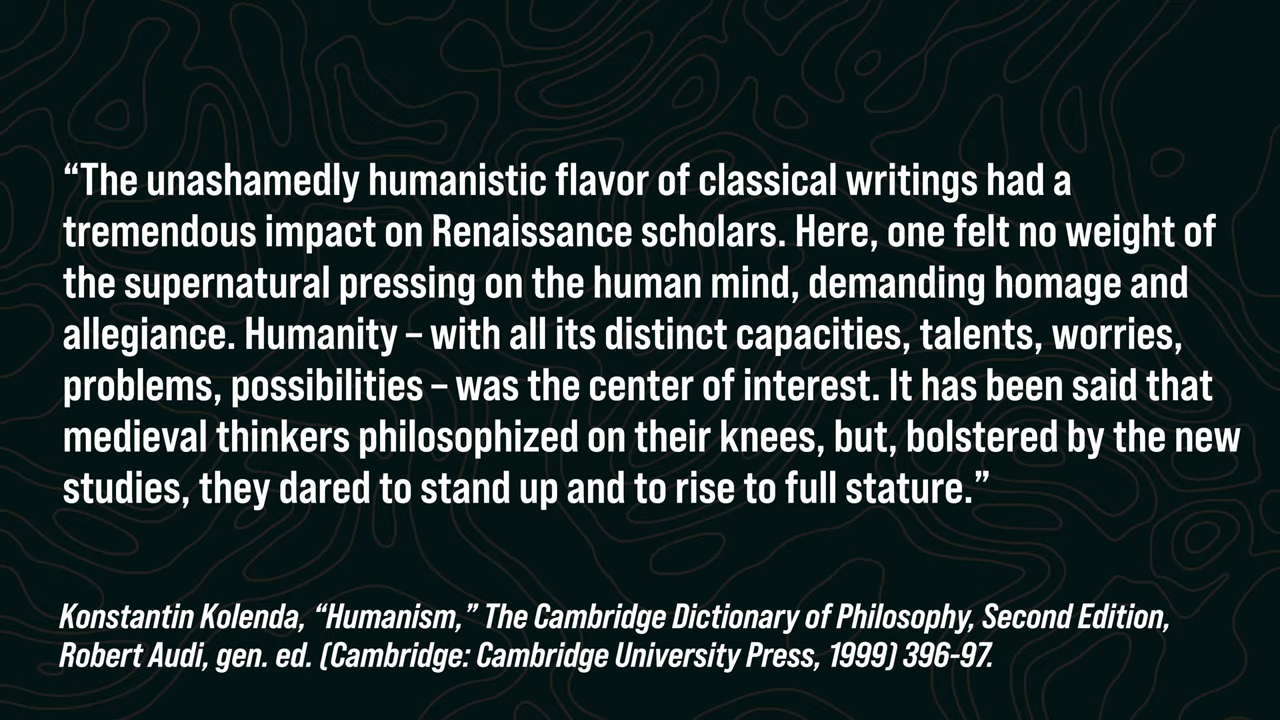 “The unashamedly humanistic flavor of classical writings had a
tremendous impact on Renaissance scholars. Here, one felt no weight of
the supernatural pressing on the human mind, demanding homage and
allegiance. Humanity – with all its distinct capacities, talents, worries,
problems, possibilities – was the center of interest. It has been said that
medieval thinkers philosophized on their knees, but, bolstered by the new
studies, they dared to stand up and to rise to full stature.”
Konstantin Kolenda, “Humanism,” The Cambridge Dictionary of Philosophy, Second Edition,
Robert Audi, gen. ed. (Cambridge: Cambridge University Press, 1999) 396-97.